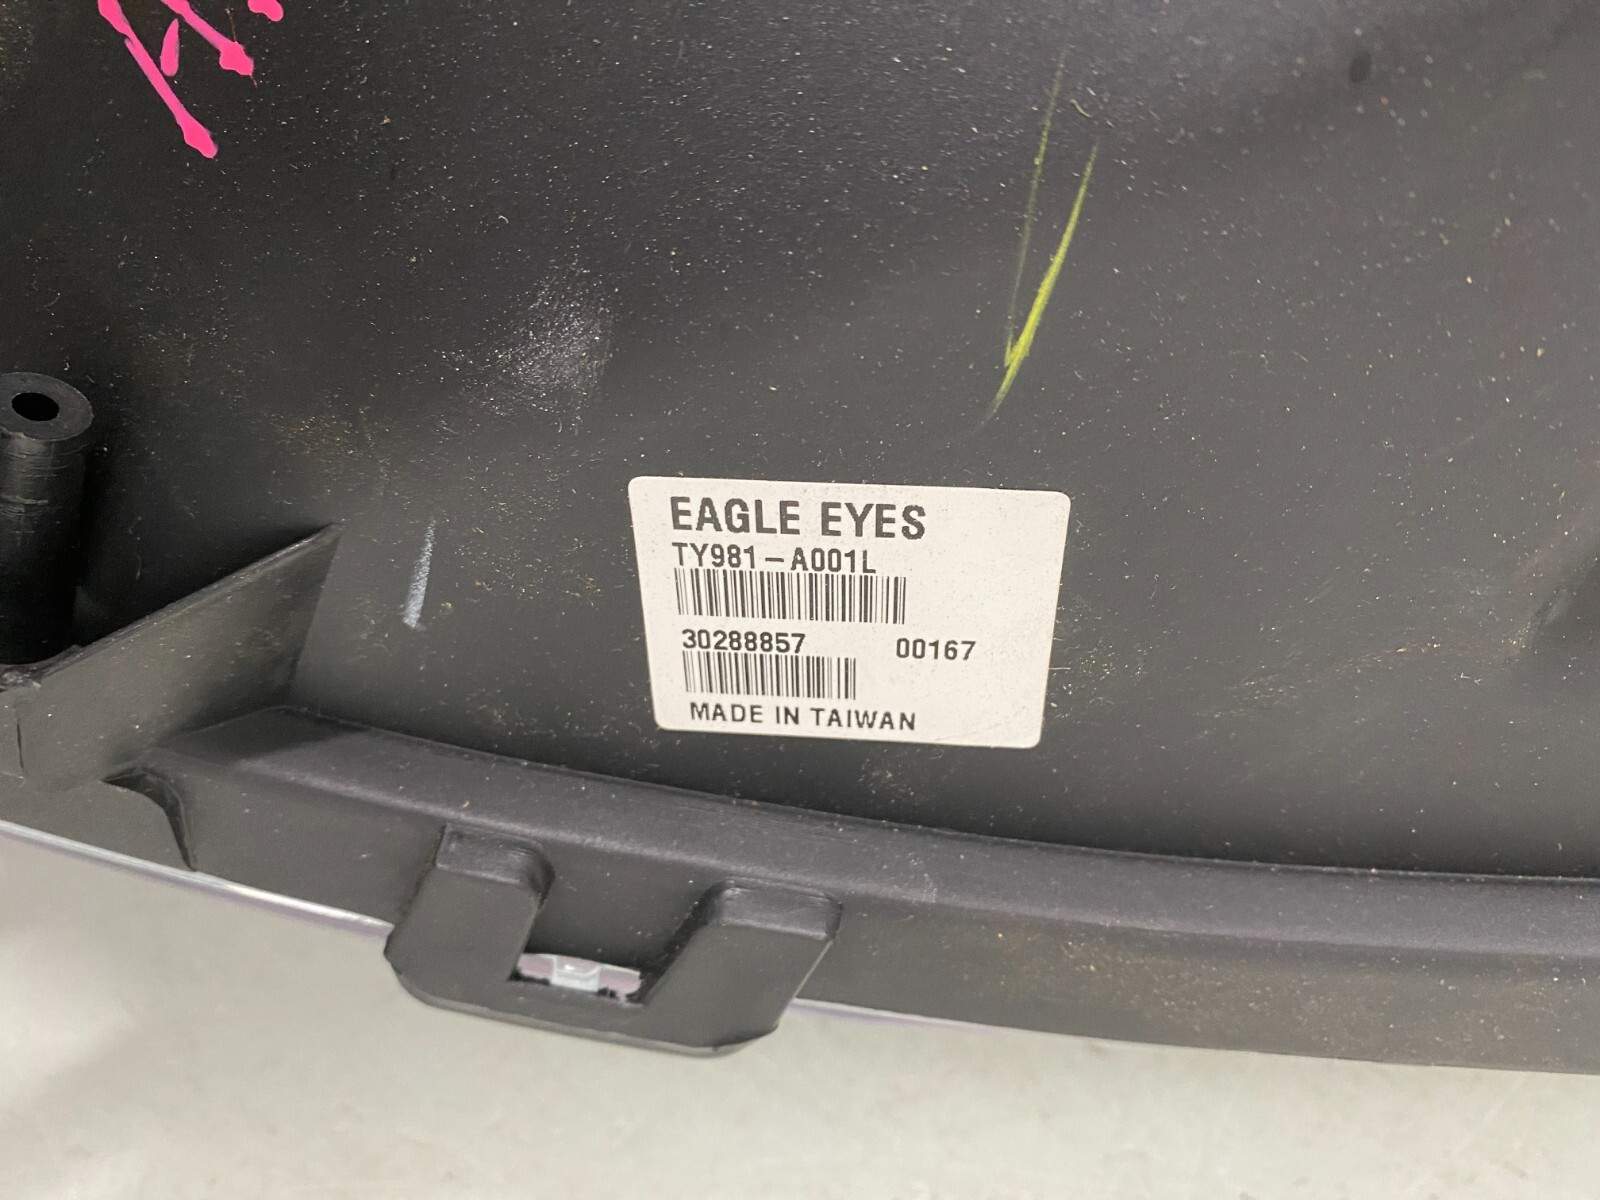 EAGLE EYES
TY981-A001L
30288857 00167
MADE IN TAIWAN